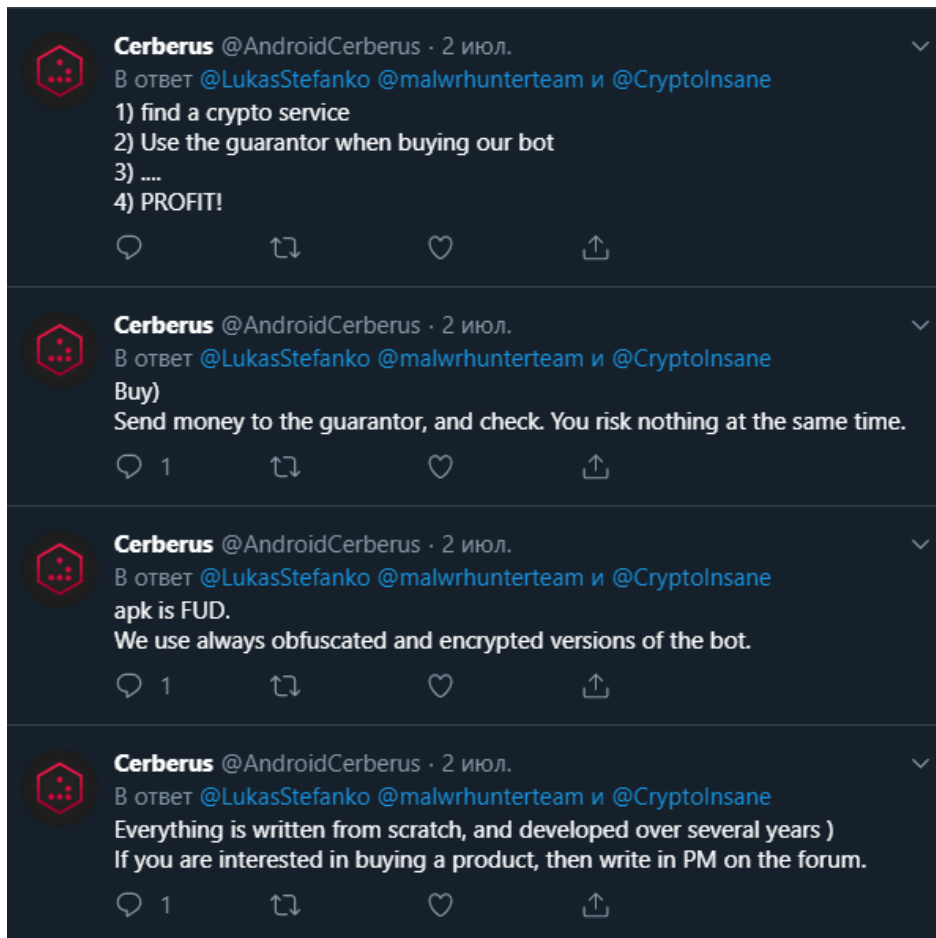 Cerberus @AndroidCerberus · 2 июл.
В ответ @LukasStefanko @malwrhunterteam и @CryptoInsane
1) find a crypto service
2) Use the guarantor when buying our bot
3) ....
4) PROFIT!
Cerberus @AndroidCerberus · 2 июл.
В ответ @LukasStefanko @malwrhunterteam и @CryptoInsane
Buy)
Send money to the guarantor, and check. You risk nothing at the same time.
1
Cerberus @AndroidCerberus · 2 июл.
В ответ @LukasStefanko @malwrhunterteam и @CryptoInsane
apk is FUD.
We use always obfuscated and encrypted versions of the bot.
1
Cerberus @AndroidCerberus · 2 июл.
В ответ @LukasStefanko @malwrhunterteam и @CryptoInsane
Everything is written from scratch, and developed over several years )
If you are interested in buying a product, then write in PM on the forum.
1